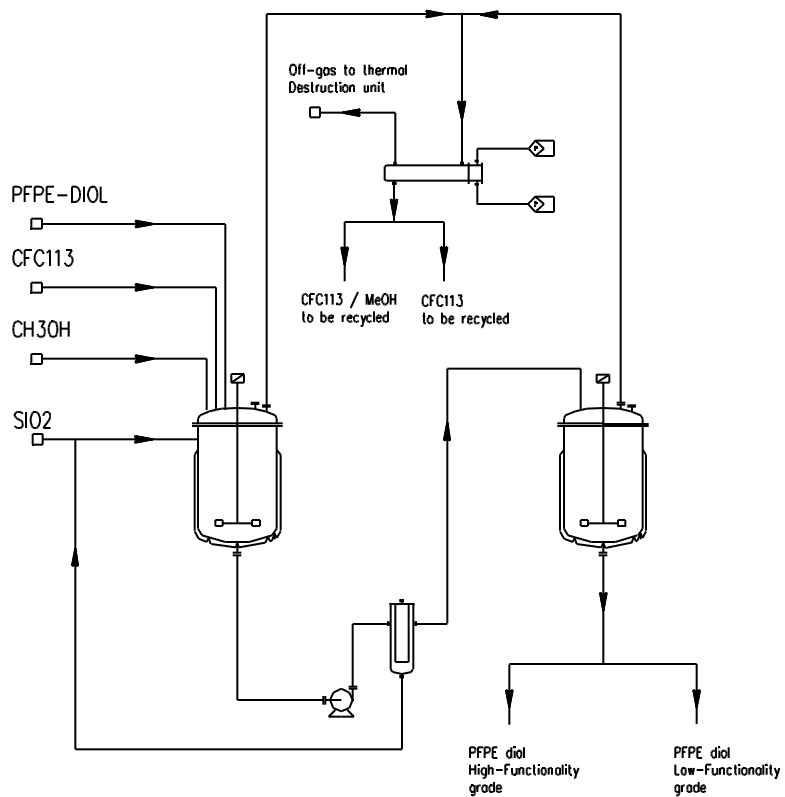 Off-gas to thermal
Destruction unit
P
P
PFPE-DIOL
CFC113
CH3OH
SIO2
CFC113 / MeOH
to be recycled
CFC113
to be recycled
PFPE diol
High-Functionality
grade
PFPE diol
Low-Functionality
grade